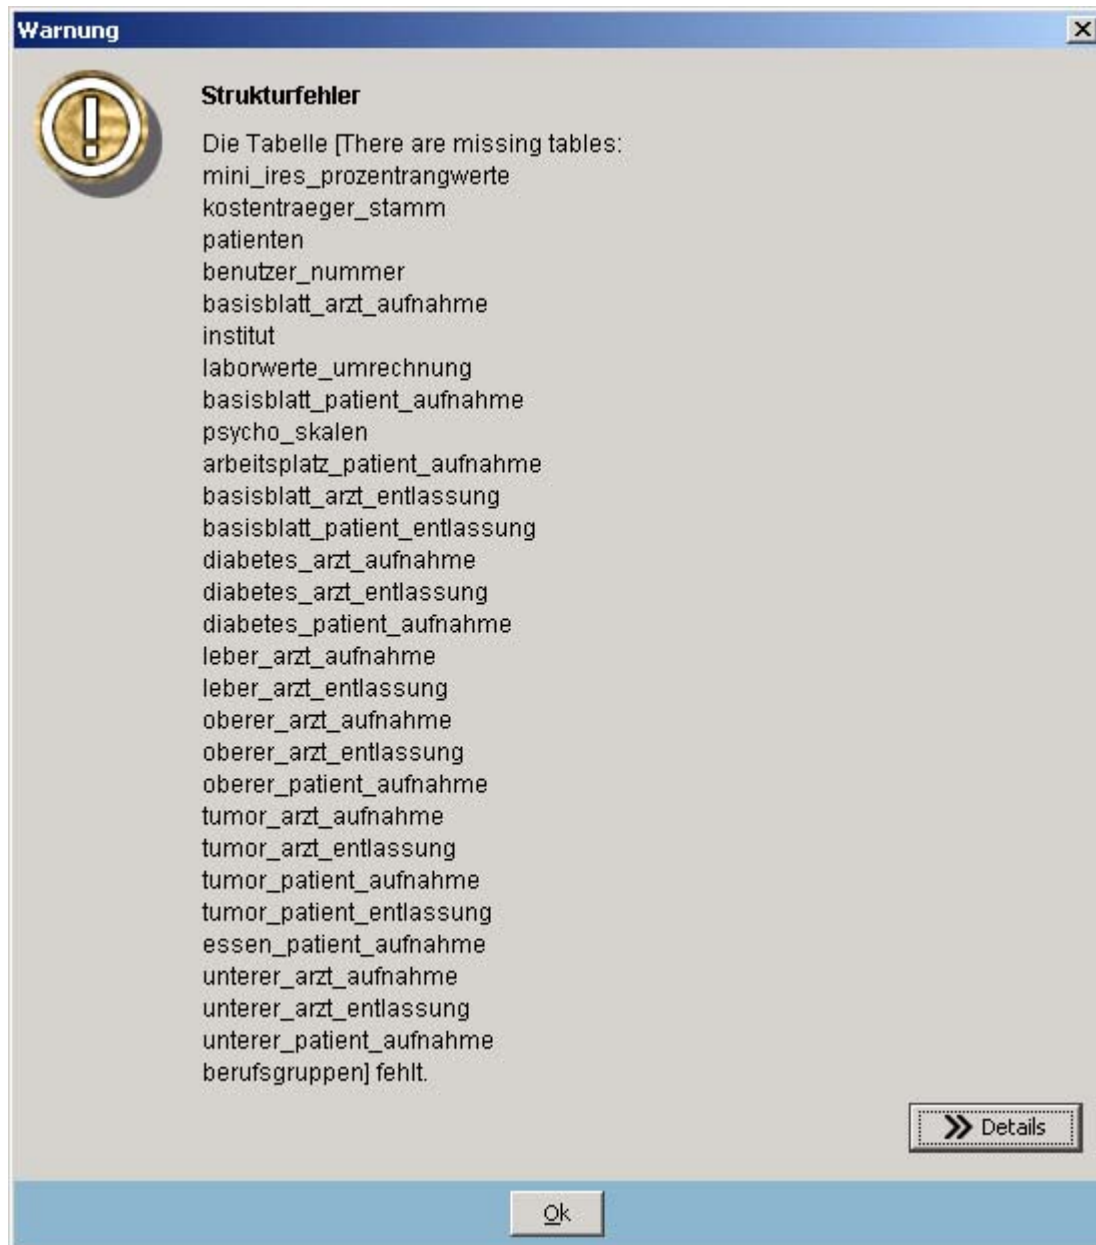 Warnung
Strukturfehler
Die Tabelle [There are missing tables:
mini_ires_prozentrangwerte
kostentraeger_stamm
patienten
benutzer_nummer
basisblatt_arzt_aufnahme
institut
laborwerte_umrechnung
basisblatt_patient_aufnahme
psycho_skalen
arbeitsplatz_patient_aufnahme
basisblatt_arzt_entlassung
basisblatt_patient_entlassung
diabetes_arzt_aufnahme
diabetes_arzt_entlassung
diabetes_patient_aufnahme
leber_arzt_aufnahme
leber_arzt_entlassung
oberer_arzt_aufnahme
oberer_arzt_entlassung
oberer_patient_aufnahme
tumor_arzt_aufnahme
tumor_arzt_entlassung
tumor_patient_aufnahme
tumor_patient_entlassung
essen_patient_aufnahme
unterer_arzt_aufnahme
unterer_arzt_entlassung
unterer_patient_aufnahme
berufsgruppen] fehlt.
Details
Ok